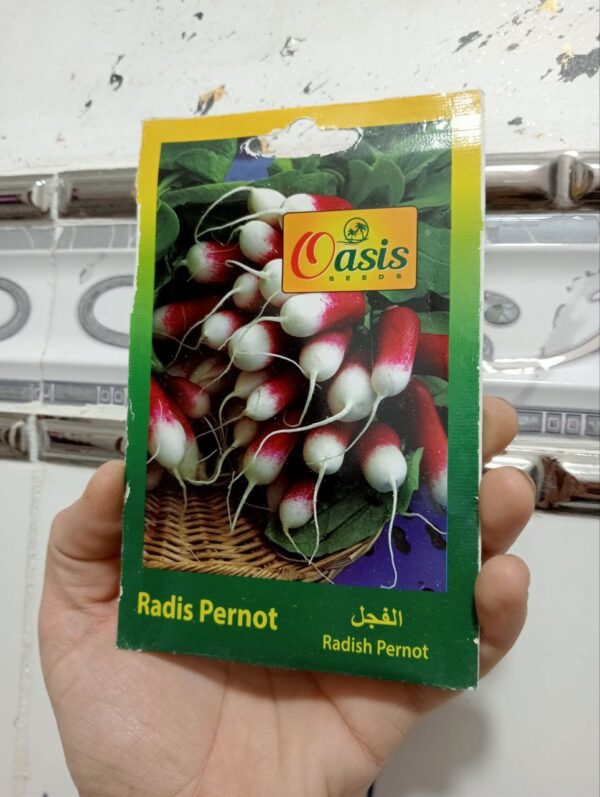 Oasis
SEEDS
Radis Pernot
الفجل
Radish Pernot